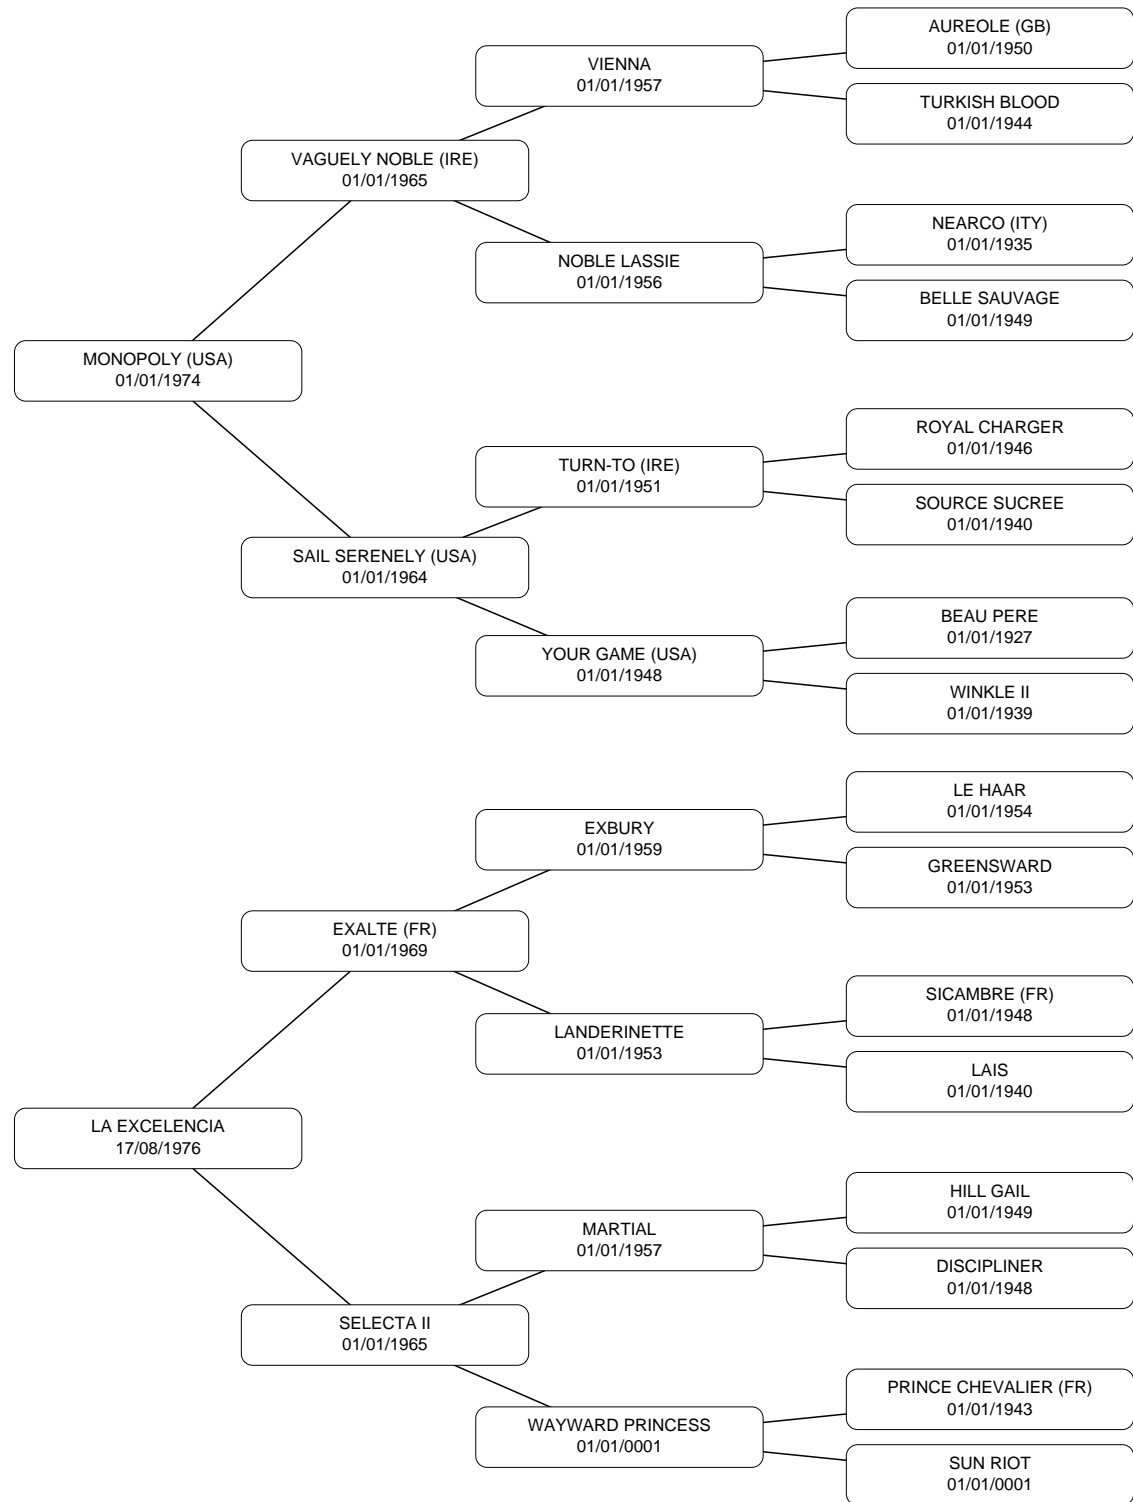 AUREOLE (GB)
01/01/1950
VIENNA
01/01/1957
TURKISH BLOOD
01/01/1944
VAGUELY NOBLE (IRE)
01/01/1965
NEARCO (ITY)
01/01/1935
NOBLE LASSIE
01/01/1956
BELLE SAUVAGE
01/01/1949
MONOPOLY (USA)
01/01/1974
ROYAL CHARGER
01/01/1946
TURN-TO (IRE)
01/01/1951
SOURCE SUCREE
01/01/1940
SAIL SERENELY (USA)
01/01/1964
BEAU PERE
01/01/1927
YOUR GAME (USA)
01/01/1948
WINKLE II
01/01/1939
LE HAAR
01/01/1954
EXBURY
01/01/1959
GREENSWARD
01/01/1953
EXALTE (FR)
01/01/1969
SICAMBRE (FR)
01/01/1948
LANDERINETTE
01/01/1953
LAIS
01/01/1940
LA EXCELENCIA
17/08/1976
HILL GAIL
01/01/1949
MARTIAL
01/01/1957
DISCIPLINER
01/01/1948
SELECTA II
01/01/1965
PRINCE CHEVALIER (FR)
01/01/1943
WAYWARD PRINCESS
01/01/0001
SUN RIOT
01/01/0001